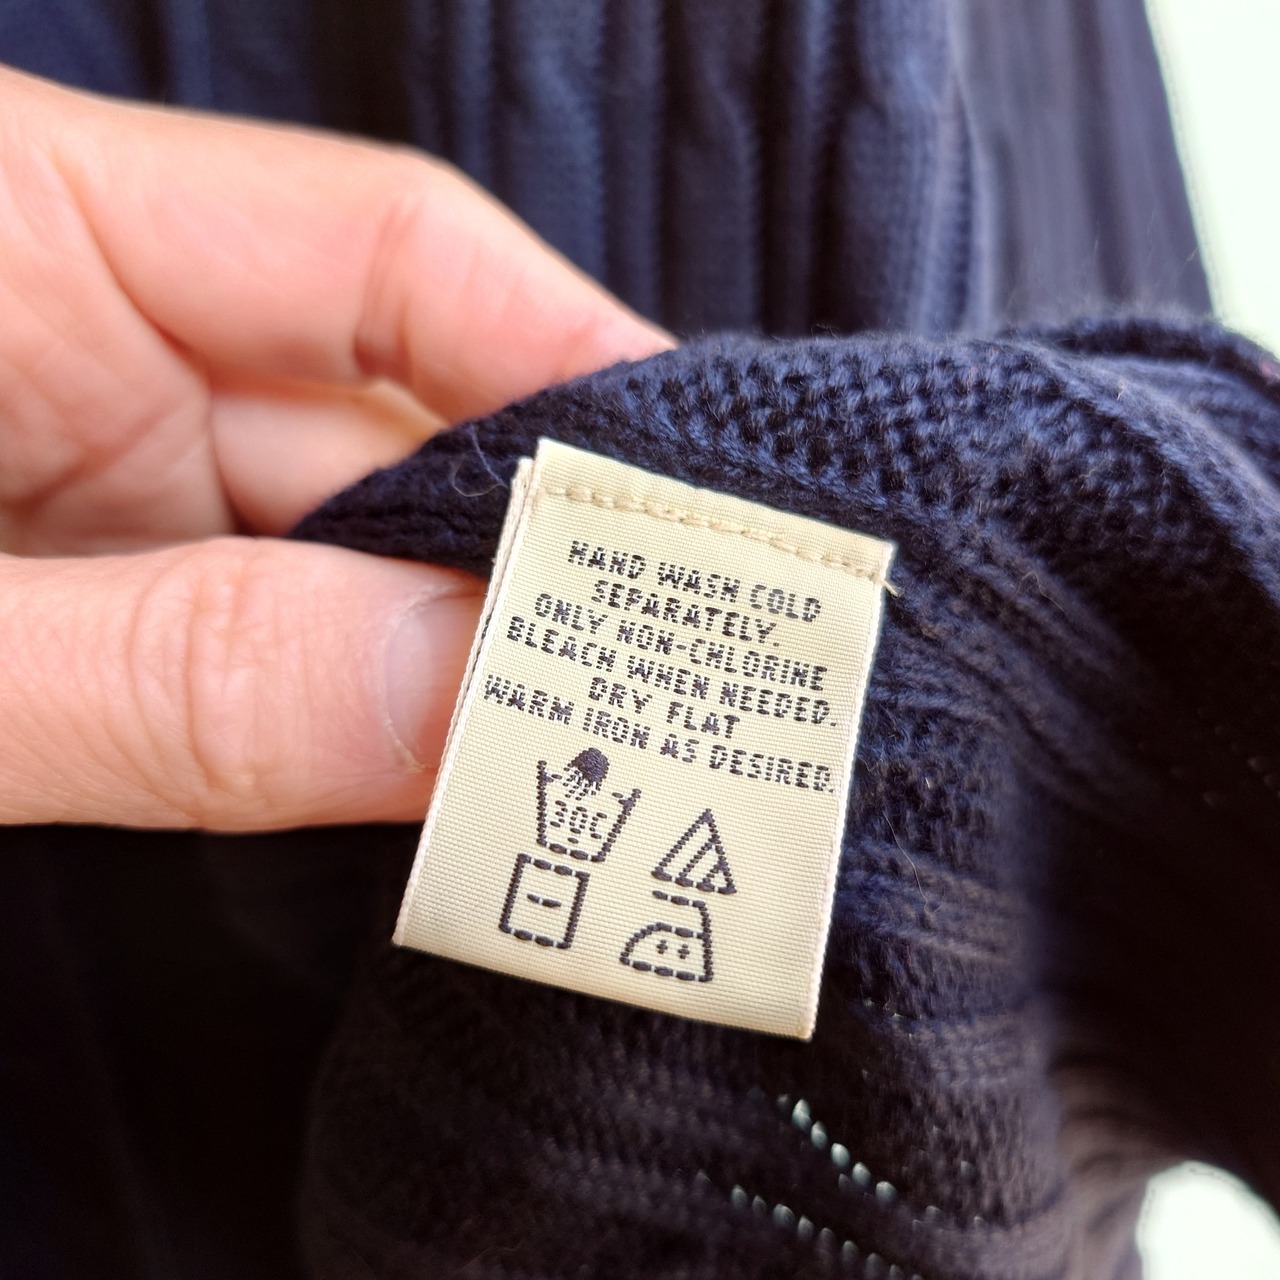 HAND WASH COLD
SEPARATELY.
ONLY NON-CHLORINE
BLEACH WHEN NEEDED.
DRY FLAT
WARM IRON AS DESIRED.
30C